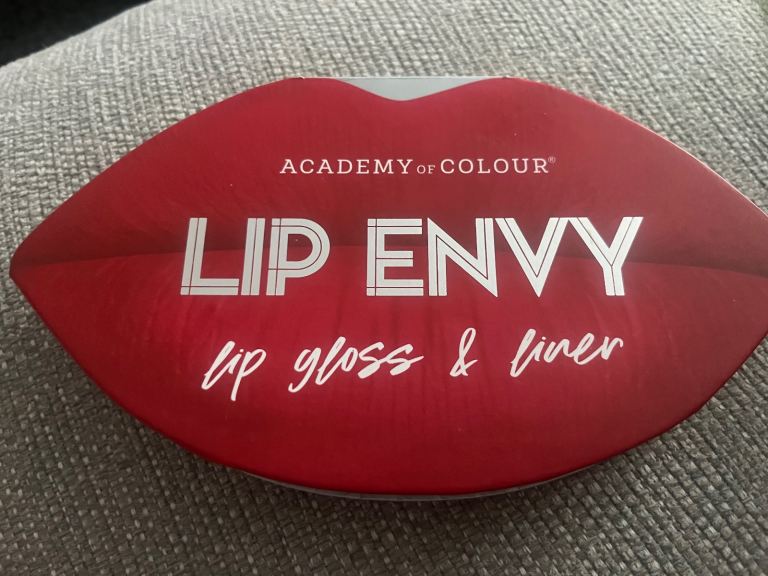 ACADEMY OF COLOUR®
LIP ENVY
lip gloss & liner